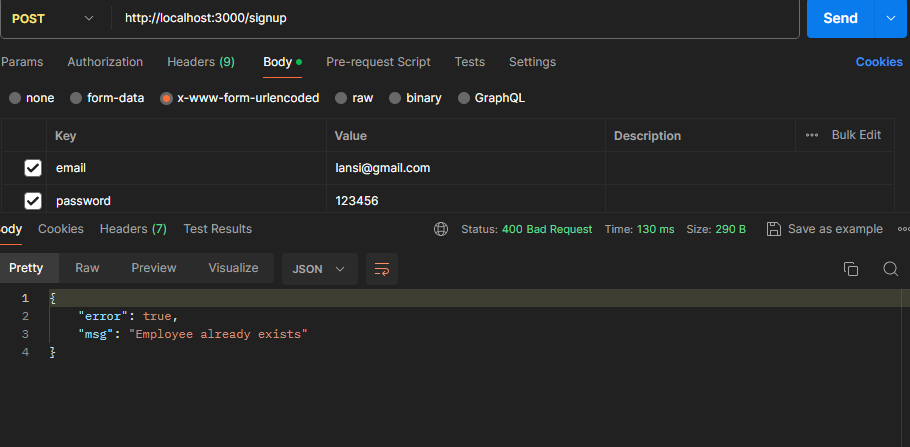 POST http://localhost:3000/signup Send
Params Authorization Headers (9) Body Pre-request Script Tests Settings Cookies
none form-data x-www-form-urlencoded raw binary GraphQL
Key Value Description ••• Bulk Edit
email lansi@gmail.com
password 123456
ody Cookies Headers (7) Test Results Status: 400 Bad Request Time: 130 ms Size: 290 B Save as example
Pretty Raw Preview Visualize JSON
1 {
2 "error": true,
3 "msg": "Employee already exists"
4 }